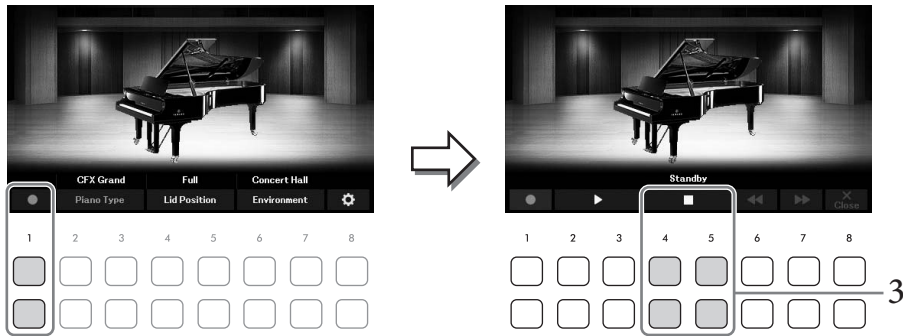 CFX Grand Full Concert Hall
Piano Type Lid Position Environment
1 2 3 4 5 6 7 8
Standby
Close
1 2 3 4 5 6 7 8
3